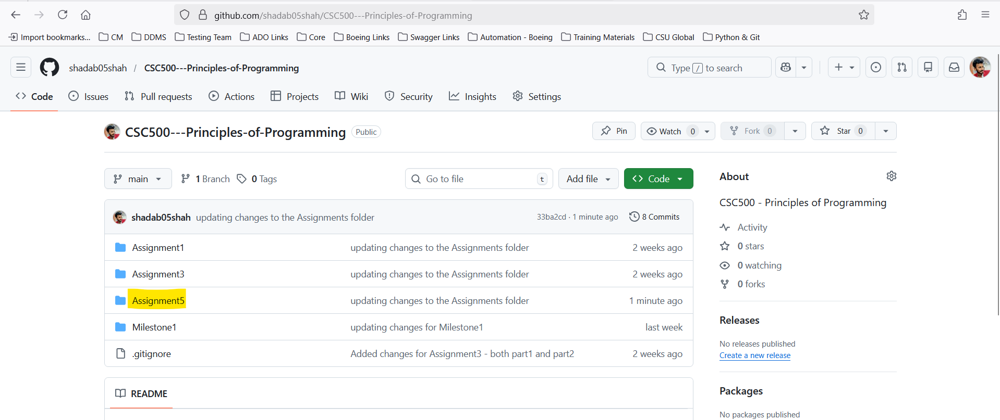 github.com/shadab05shah/CSC500---Principles-of-Programming
Import bookmarks... CM DDMS Testing Team ADO Links Core Boeing Links Swagger Links Automation - Boeing Training Materials CSU Global Python & Git
shadab05shah / CSC500---Principles-of-Programming Type / to search
Code Issues Pull requests Actions Projects Wiki Security Insights Settings
CSC500---Principles-of-Programming Public Pin Watch 0 Fork 0 Star 0
main 1 Branch 0 Tags Go to file t Add file Code
shadab05shah updating changes to the Assignments folder 33ba2cd · 1 minute ago 8 Commits
Assignment1 updating changes to the Assignments folder 2 weeks ago
Assignment3 updating changes to the Assignments folder 2 weeks ago
Assignment5 updating changes to the Assignments folder 1 minute ago
Milestone1 updating changes for Milestone1 last week
.gitignore Added changes for Assignment3 - both part1 and part2 2 weeks ago
README
About
CSC500 - Principles of Programming
Activity
0 stars
0 watching
0 forks
Releases
No releases published
Create a new release
Packages
No packages published